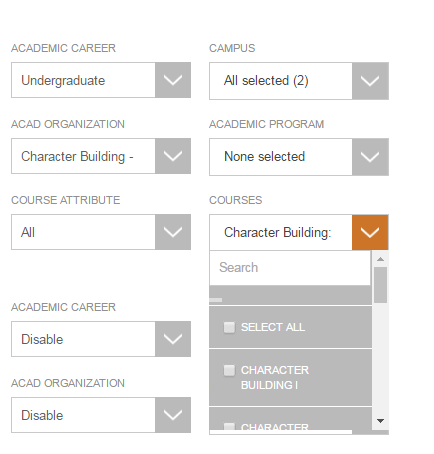 ACADEMIC CAREER
CAMPUS
Undergraduate
All selected (2)
ACAD ORGANIZATION
ACADEMIC PROGRAM
Character Building -
None selected
COURSE ATTRIBUTE
COURSES
All
Character Building:
Search
SELECT ALL
CHARACTER
BUILDING I
CHARACTER
ACADEMIC CAREER
Disable
ACAD ORGANIZATION
Disable